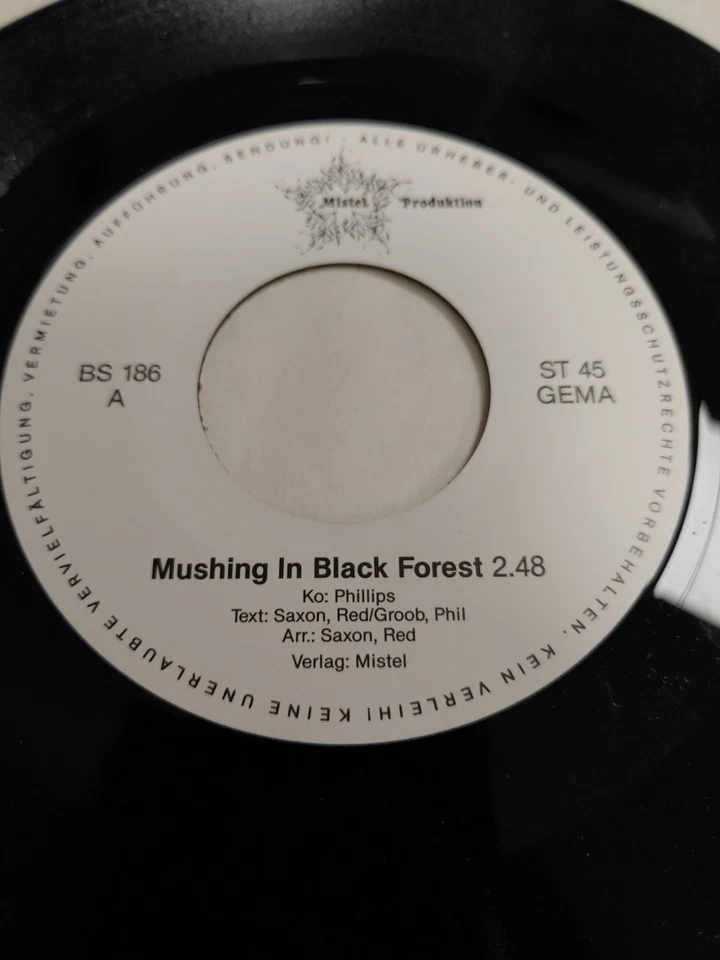 Mistel Produktion
BS 186
A
ST 45
GEMA
Mushing In Black Forest 2.48
Ko: Phillips
Text: Saxon, Red/Groob, Phil
Arr.: Saxon, Red
Verlag: Mistel
ALLE URHEBER- UND LEISTUNGSSCHUTZRECHTE VORBEHALTEN. KEIN VERLEIH! KEINE UNERLAUBTE VERVIELFÄLTIGUNG, VERMIETUNG, AUFFÜHRUNG, SENDUNG! -